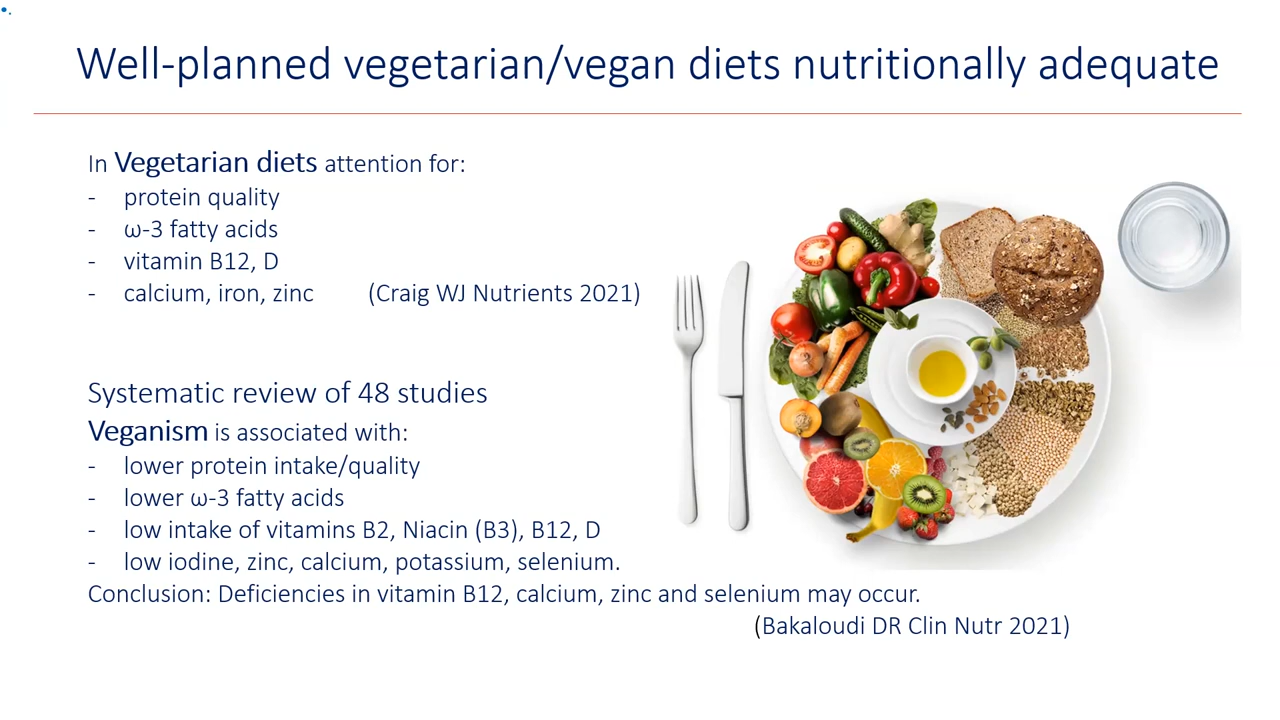 Well-planned vegetarian/vegan diets nutritionally adequate
In Vegetarian diets attention for:
- protein quality
- ω-3 fatty acids
- vitamin B12, D
- calcium, iron, zinc (Craig WJ Nutrients 2021)
Systematic review of 48 studies
Veganism is associated with:
- lower protein intake/quality
- lower ω-3 fatty acids
- low intake of vitamins B2, Niacin (B3), B12, D
- low iodine, zinc, calcium, potassium, selenium.
Conclusion: Deficiencies in vitamin B12, calcium, zinc and selenium may occur.
(Bakaloudi DR Clin Nutr 2021)